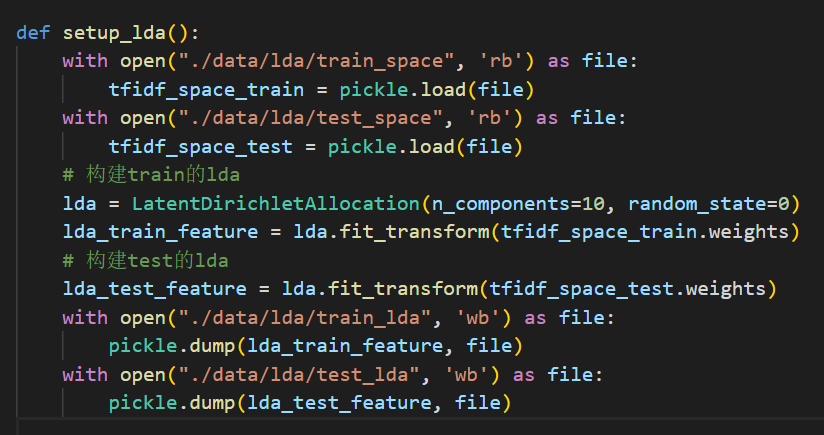 def setup_lda():
    with open("./data/lda/train_space", 'rb') as file:
        tfidf_space_train = pickle.load(file)
    with open("./data/lda/test_space", 'rb') as file:
        tfidf_space_test = pickle.load(file)
    # 构建train的lda
    lda = LatentDirichletAllocation(n_components=10, random_state=0)
    lda_train_feature = lda.fit_transform(tfidf_space_train.weights)
    # 构建test的lda
    lda_test_feature = lda.fit_transform(tfidf_space_test.weights)
    with open("./data/lda/train_lda", 'wb') as file:
        pickle.dump(lda_train_feature, file)
    with open("./data/lda/test_lda", 'wb') as file:
        pickle.dump(lda_test_feature, file)